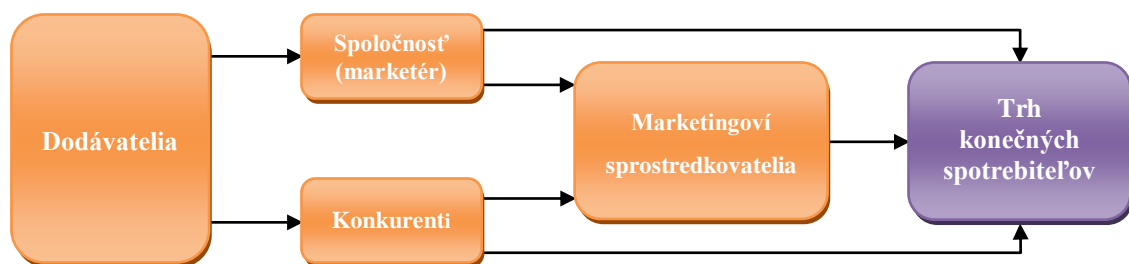 Dodávatelia
Spoločnosť
(marketér)
Konkurenti
Marketingoví
sprostredkovatelia
Trh
konečných
spotrebiteľov